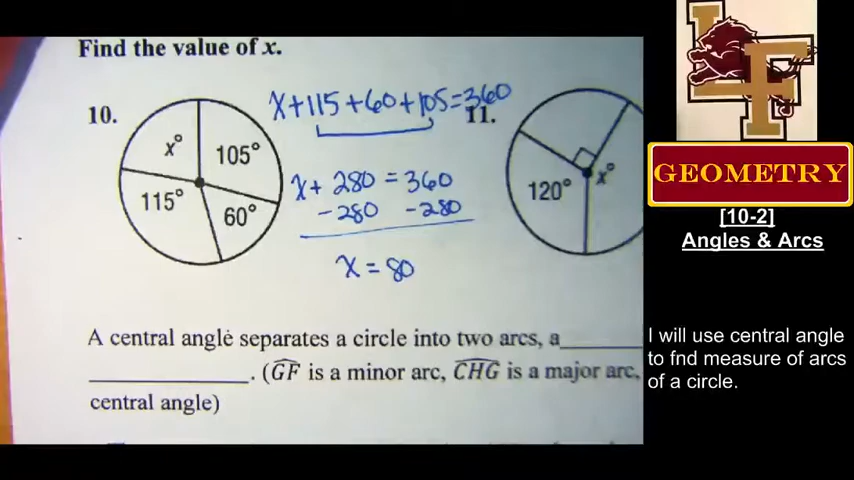 Find the value of x.
10.
x + 115 + 60 + 105 = 360
11.
x°
105°
115°
60°
x + 280 = 360
- 280 - 280
x = 80
120°
x°
A central angle separates a circle into two arcs, a______
______________. (GF is a minor arc, CHG is a major arc,
central angle)
LF
GEOMETRY
[10-2]
Angles & Arcs
I will use central angle
to fnd measure of arcs
of a circle.